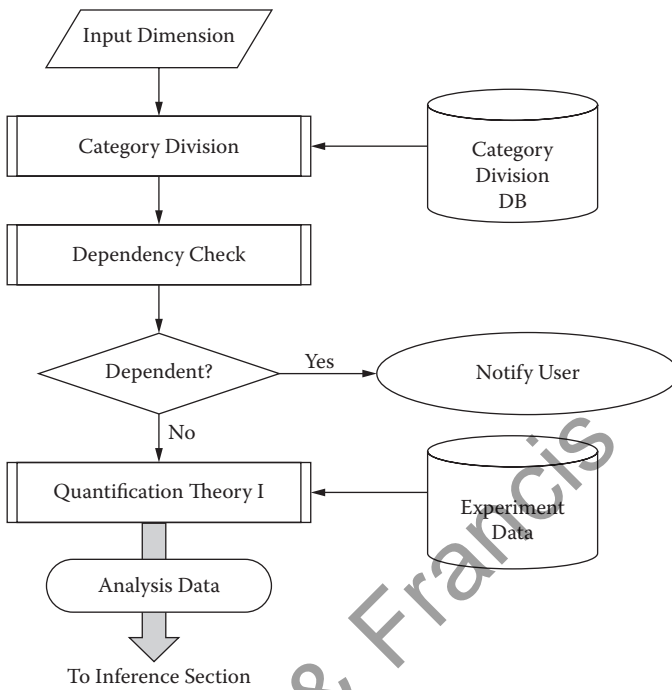 Input Dimension
Category Division
Category
Division
DB
Dependency Check
Dependent?
Yes
Notify User
No
Quantification Theory I
Experiment
Data
Analysis Data
To Inference Section
& Francis